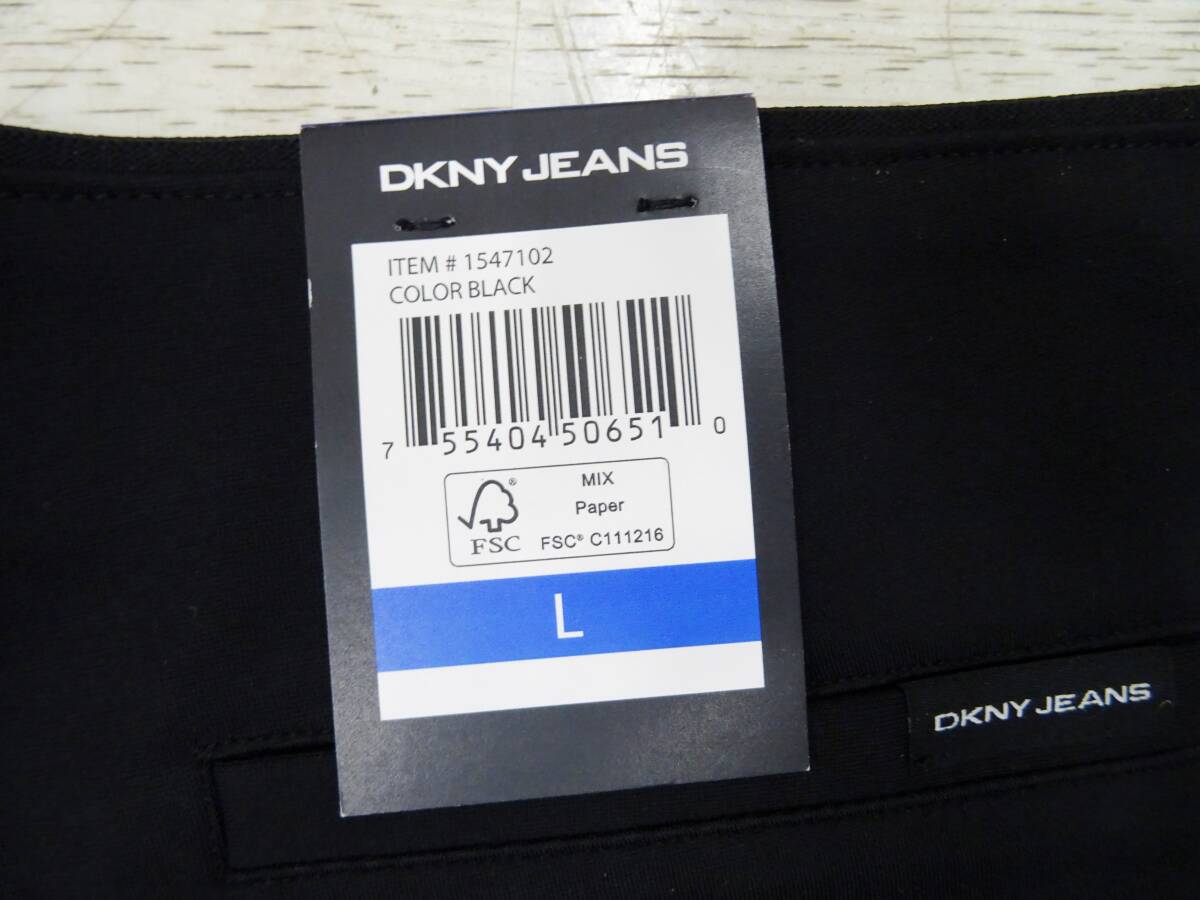 DKNY JEANS
ITEM # 1547102
COLOR BLACK
7 55404 50651 0
MIX
Paper
FSC® FSC® C111216
L
DKNY JEANS